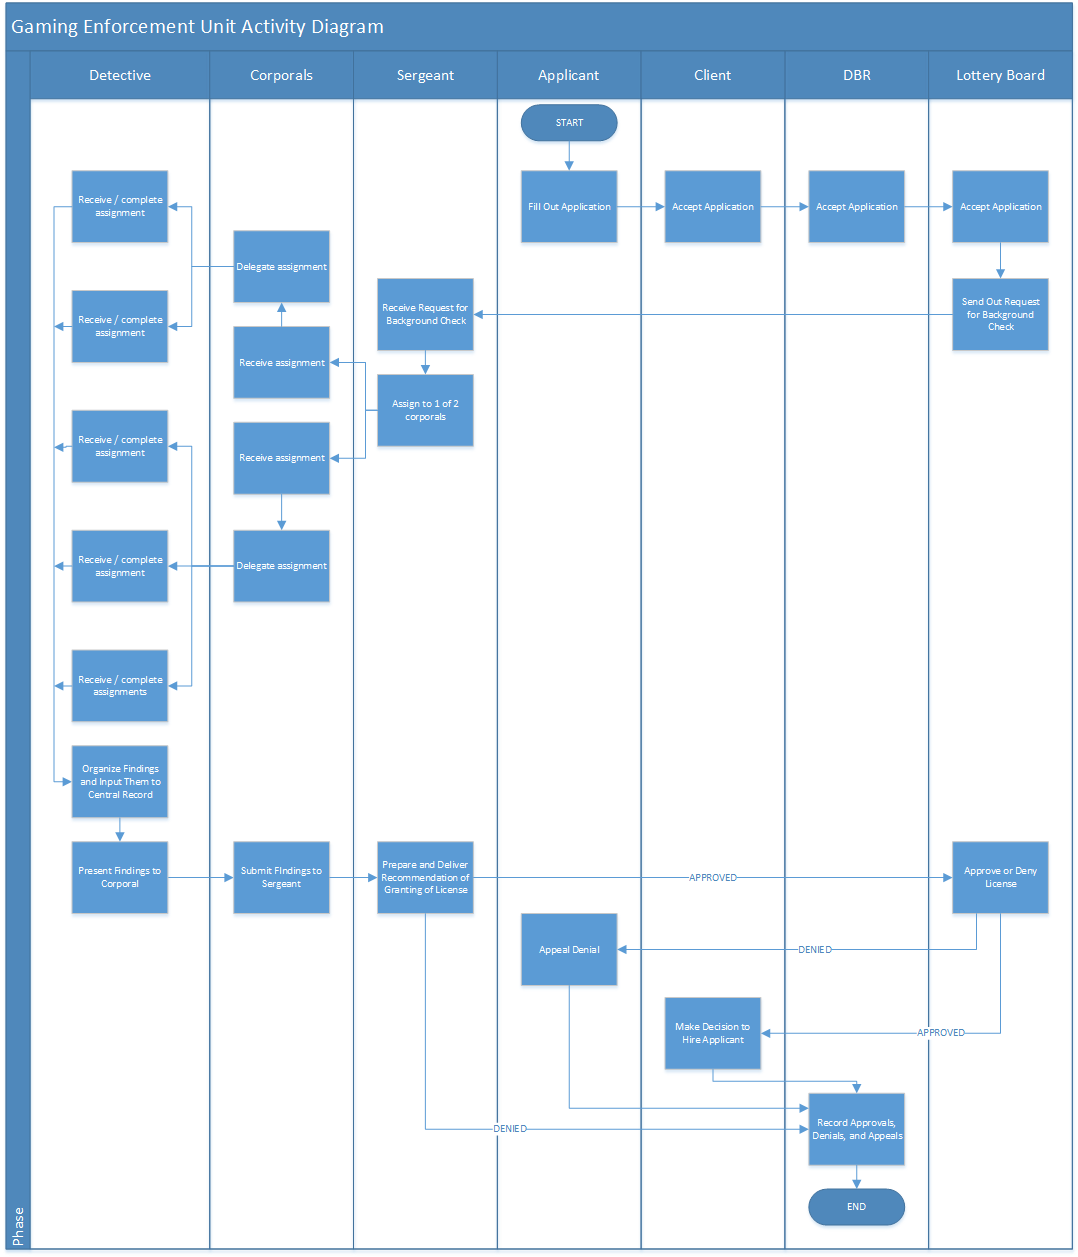 Gaming Enforcement Unit Activity Diagram
Detective
Corporals
Sergeant
Applicant
Client
DBR
Lottery Board
START
Receive / complete
assignment
Fill Out Application
Accept Application
Accept Application
Accept Application
Delegate assignment
Receive / complete
assignment
Receive Request for
Background Check
Send Out Request
for Background
Check
Receive assignment
Assign to 1 of 2
corporals
Receive / complete
assignment
Receive assignment
Receive / complete
assignment
Delegate assignment
Receive / complete
assignments
Organize Findings
and Input Them to
Central Record
Present Findings to
Corporal
Submit FIndings to
Sergeant
Prepare and Deliver
Recommendation of
Granting of License
APPROVED
Approve or Deny
License
Appeal Denial
DENIED
Make Decision to
Hire Applicant
APPROVED
DENIED
Record Approvals,
Denials, and Appeals
END
Phase